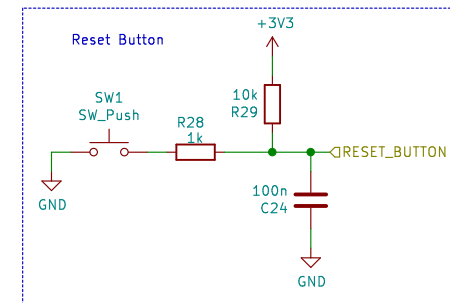 Reset Button
+3V3
10k
R29
SW1
SW_Push
R28
1k
RESET_BUTTON
GND
100n
C24
GND